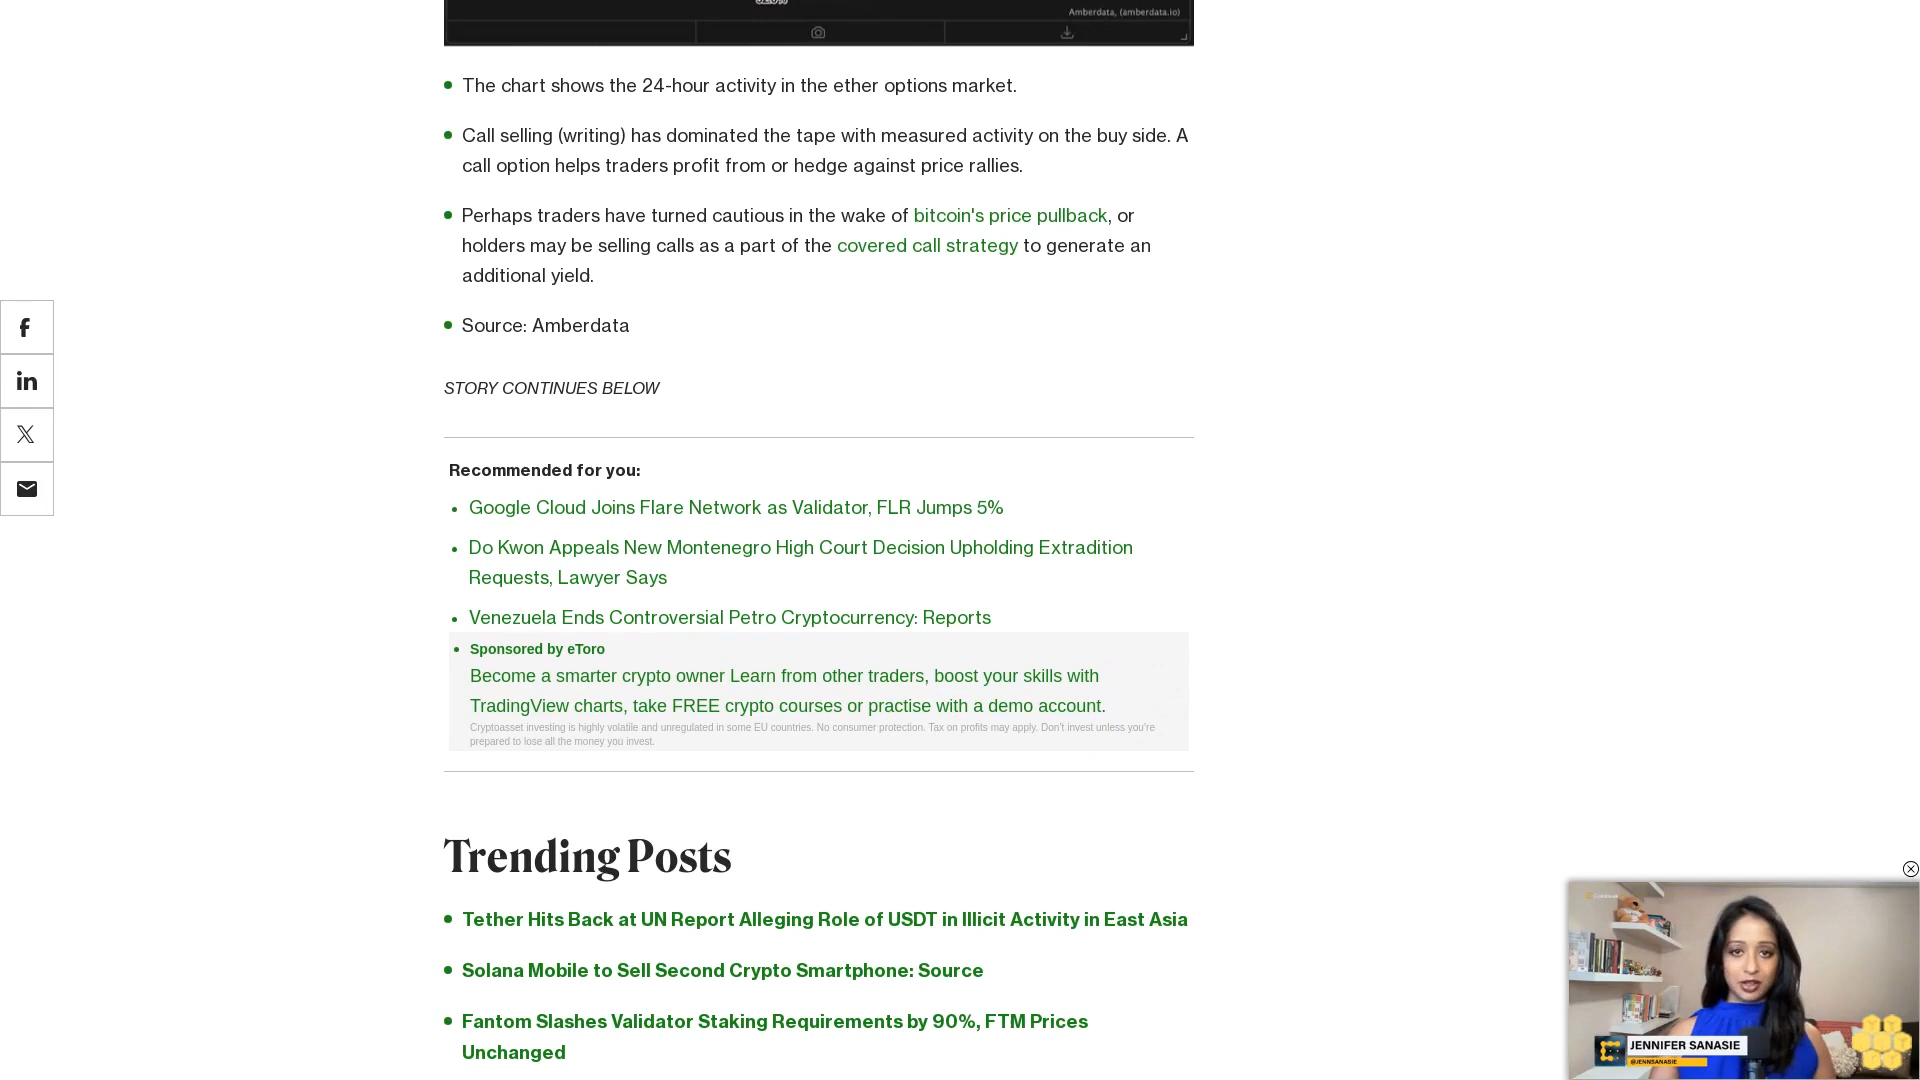 Amberdata, (amberdata.io)
The chart shows the 24-hour activity in the ether options market.
Call selling (writing) has dominated the tape with measured activity on the buy side. A
call option helps traders profit from or hedge against price rallies.
Perhaps traders have turned cautious in the wake of bitcoin's price pullback, or
holders may be selling calls as a part of the covered call strategy to generate an
additional yield.
Source: Amberdata
STORY CONTINUES BELOW
Recommended for you:
Google Cloud Joins Flare Network as Validator, FLR Jumps 5%
Do Kwon Appeals New Montenegro High Court Decision Upholding Extradition
Requests, Lawyer Says
Venezuela Ends Controversial Petro Cryptocurrency: Reports
Sponsored by eToro
Become a smarter crypto owner Learn from other traders, boost your skills with
TradingView charts, take FREE crypto courses or practise with a demo account.
Cryptoasset investing is highly volatile and unregulated in some EU countries. No consumer protection. Tax on profits may apply. Don't invest unless you're
prepared to lose all the money you invest.
Trending Posts
Tether Hits Back at UN Report Alleging Role of USDT in Illicit Activity in East Asia
Solana Mobile to Sell Second Crypto Smartphone: Source
Fantom Slashes Validator Staking Requirements by 90%, FTM Prices
Unchanged
JENNIFER SANASIE
@JENNSANASIE